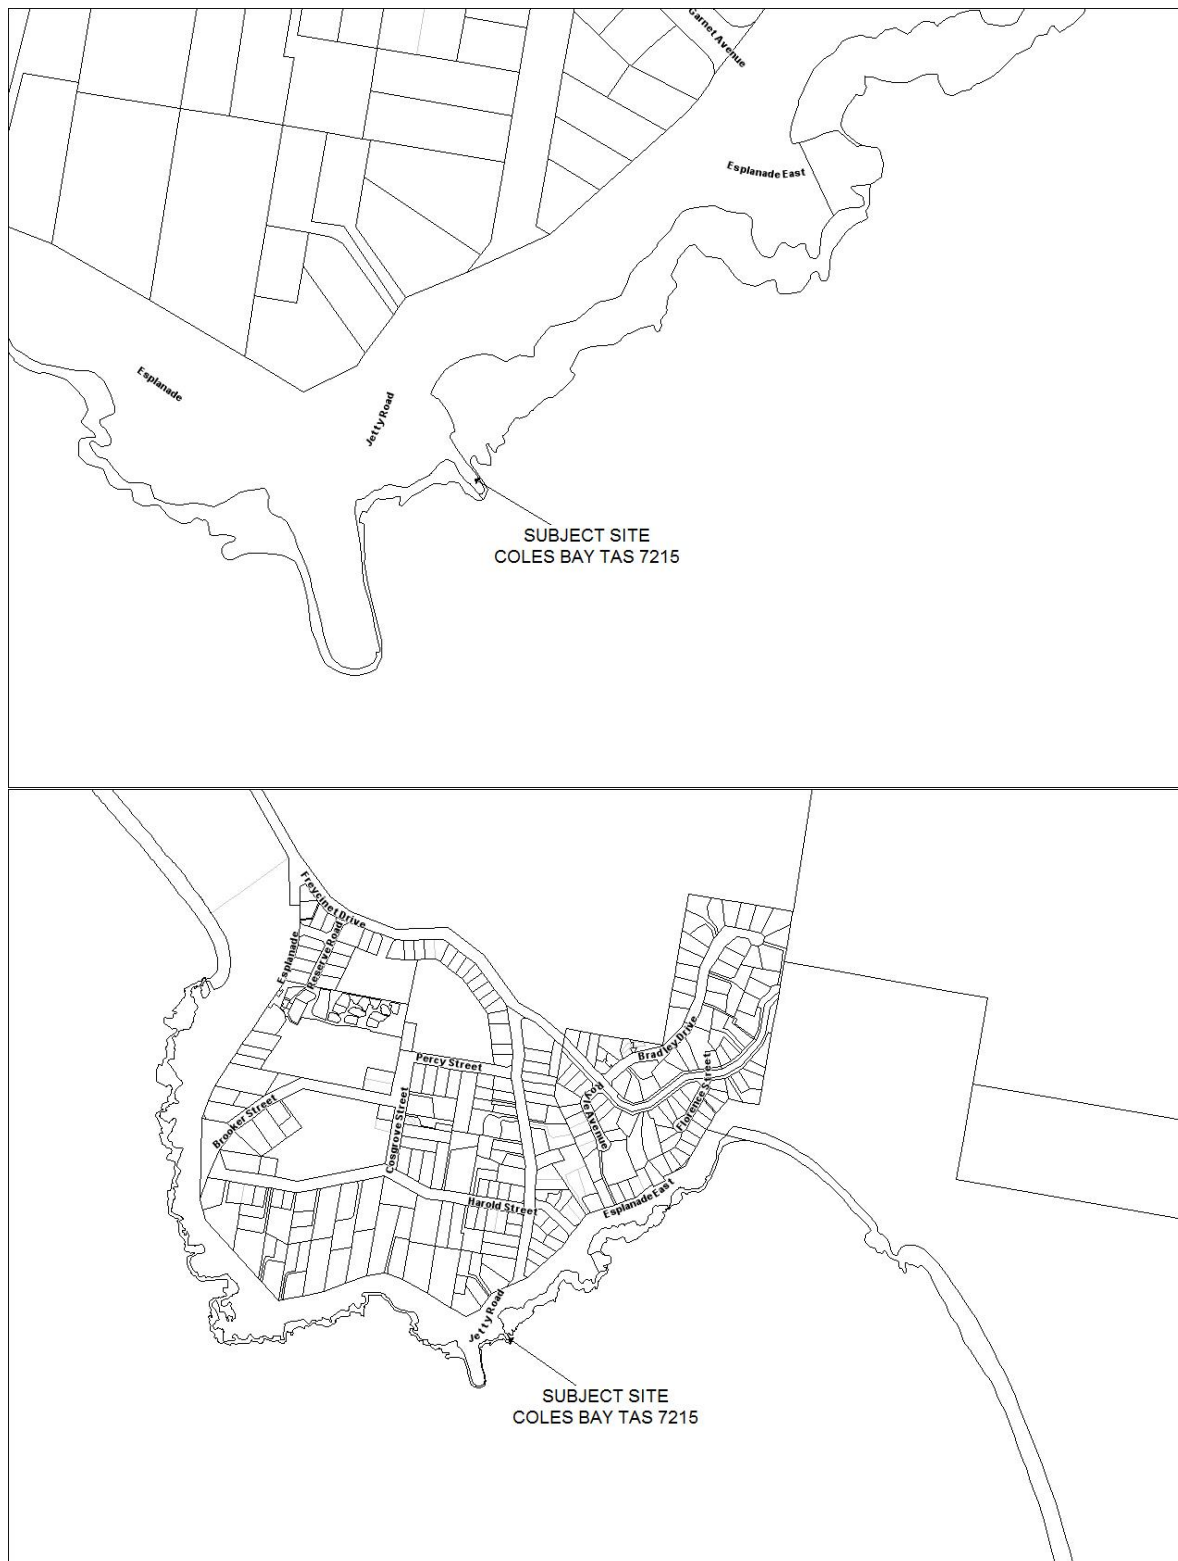 Garnet Avenue
Esplanade East
Esplanade
Jetty Road
SUBJECT SITE
COLES BAY TAS 7215
Freycinet Drive
Reserve Road
Esplanade
Percy Street
Bradley Drive
Royle Avenue
Florence Street
Brooker Street
Cosgrove Street
Harold Street
Esplanade East
Jetty Road
SUBJECT SITE
COLES BAY TAS 7215